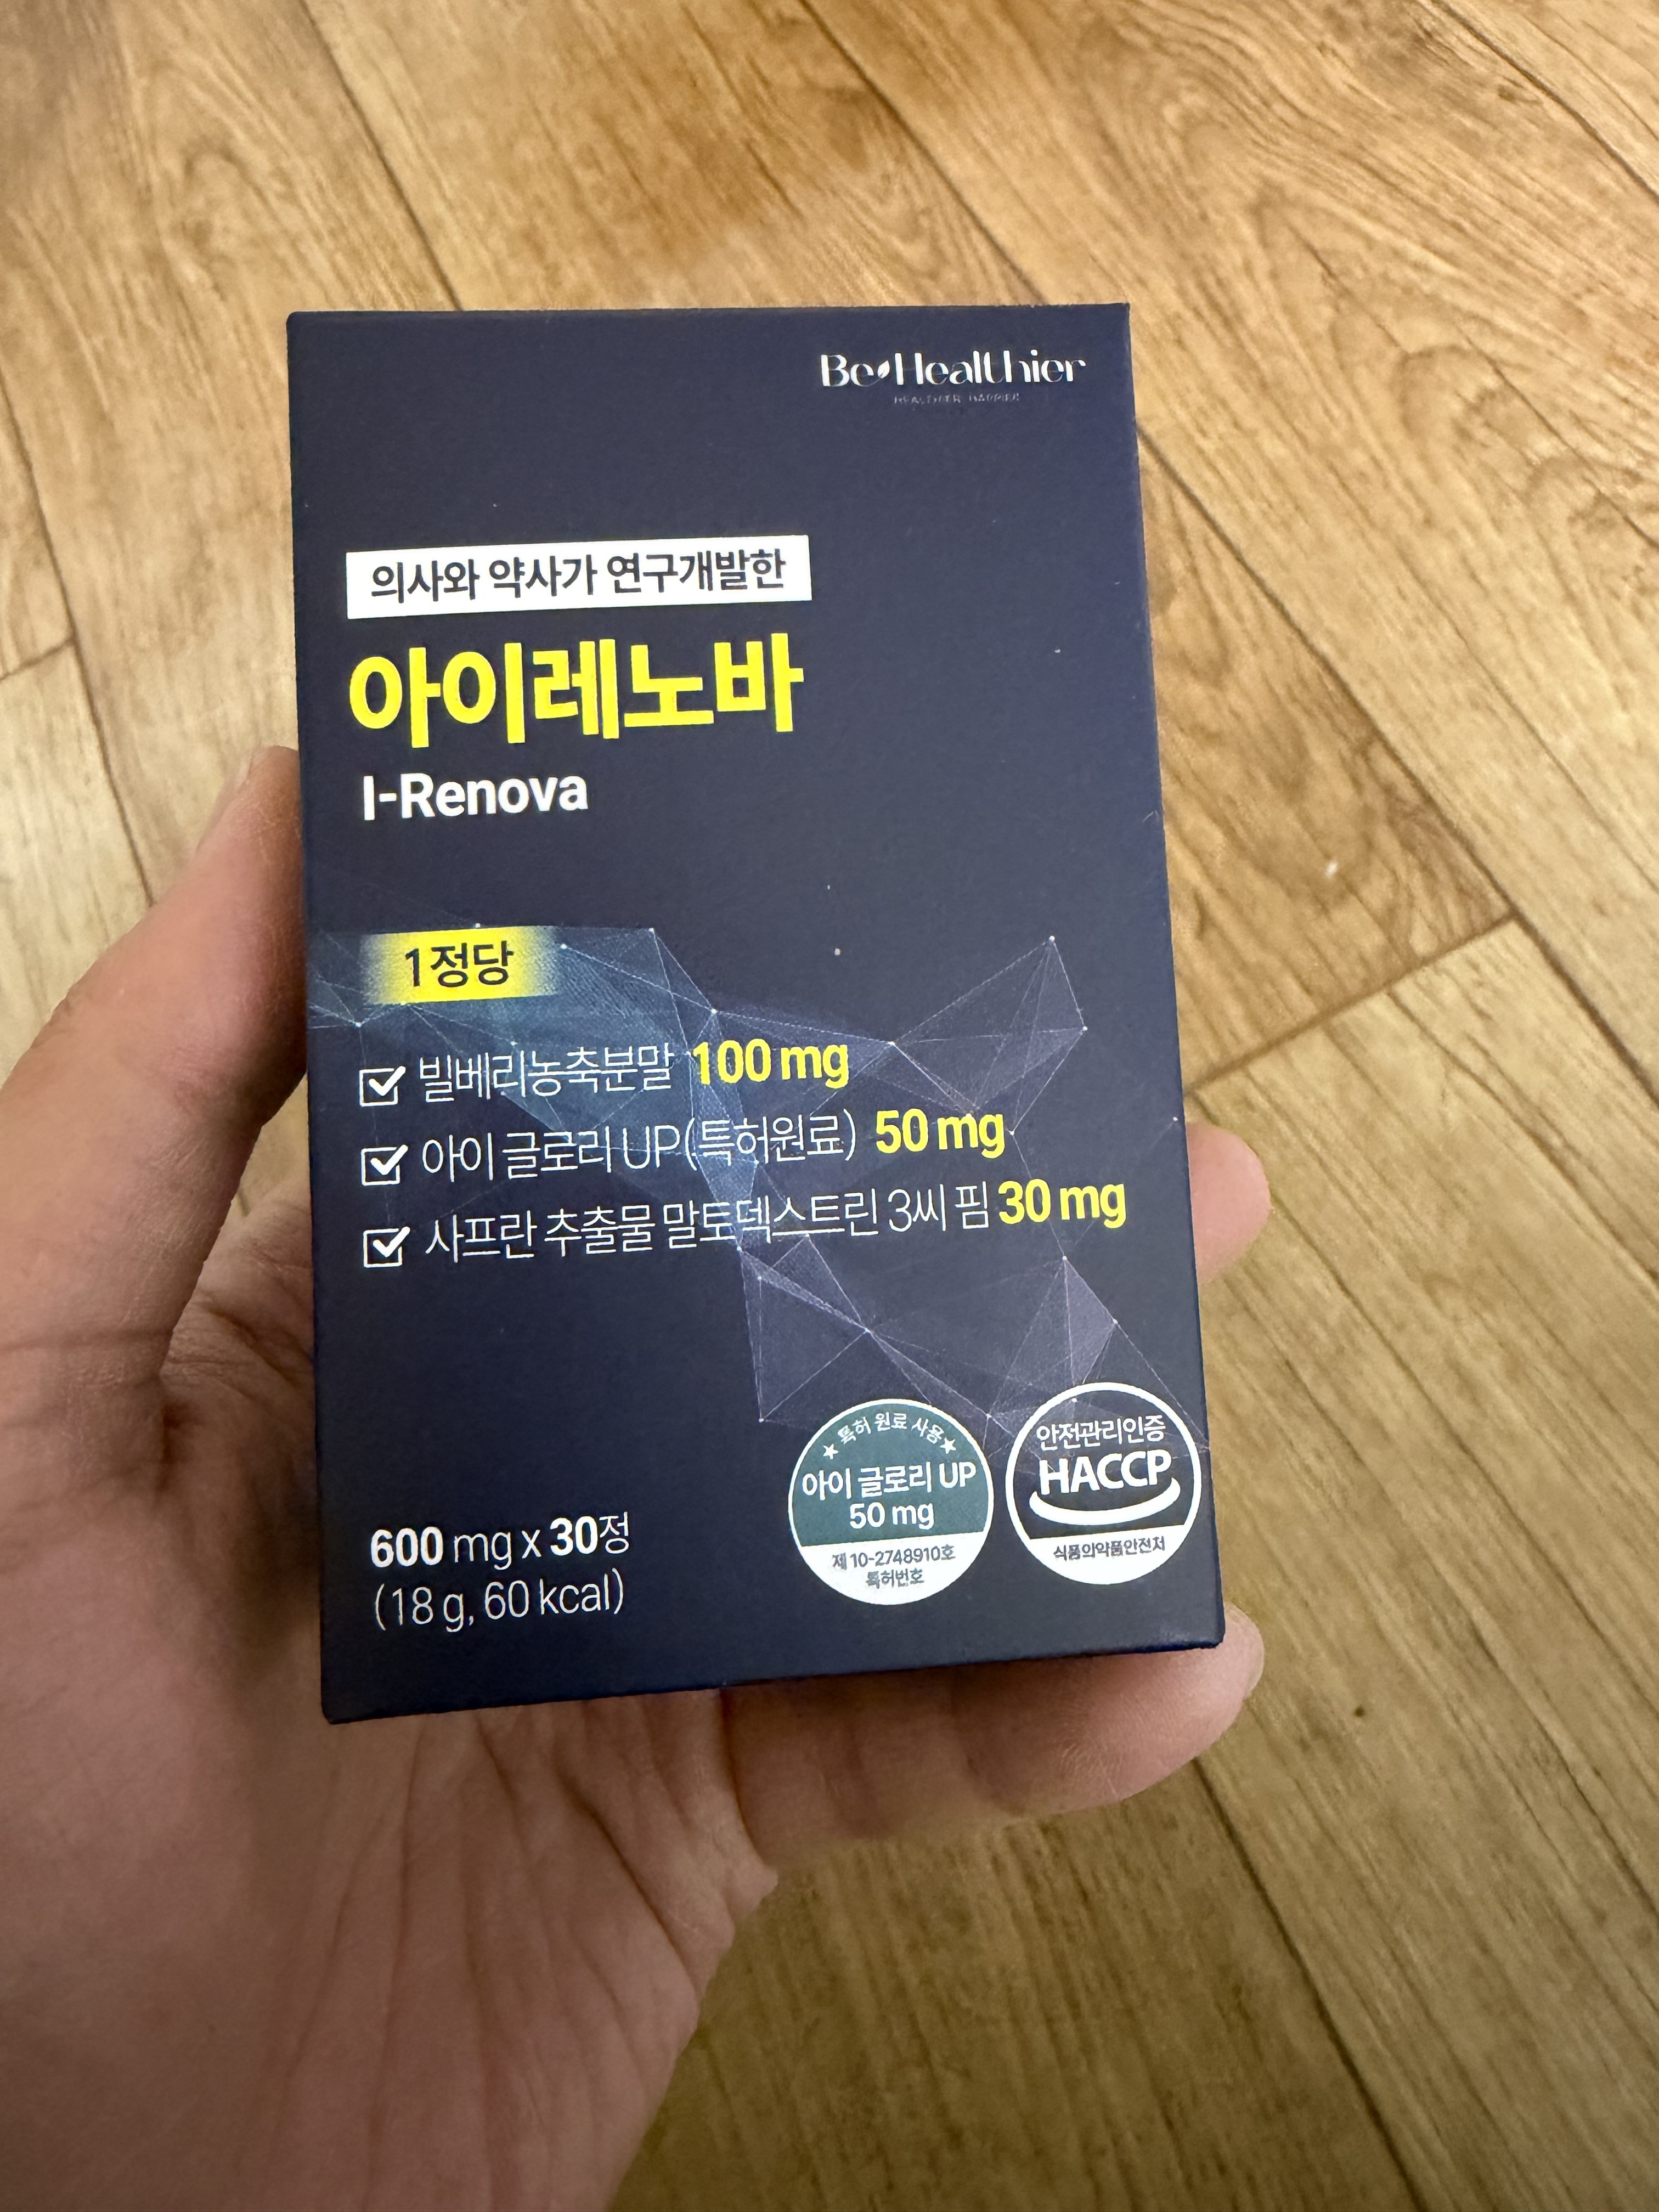 Be Healthier
의사와 약사가 연구개발한
아이레노바
I-Renova
1정당
빌베리농축분말 100 mg
아이 글로리 UP(특허원료) 50 mg
사프란 추출물 말토덱스트린 3씨 핌 30 mg
600 mg x 30정
(18 g, 60 kcal)
★ 특허 원료 사용 ★
아이 글로리 UP
50 mg
제 10-2748910호
특허번호
안전관리인증
HACCP
식품의약품안전처